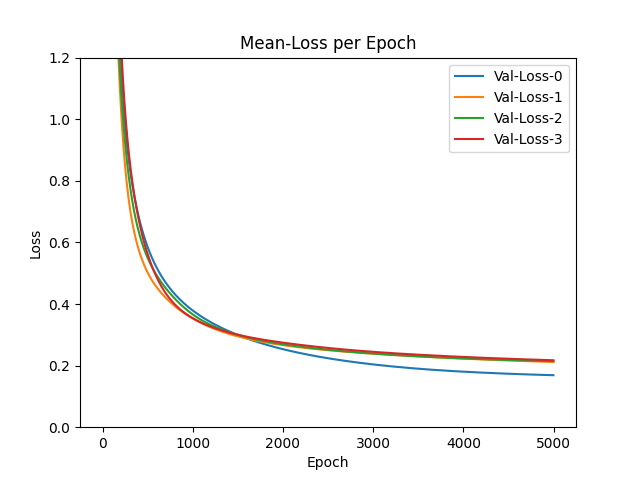 Mean-Loss per Epoch
Val-Loss-0
Val-Loss-1
Val-Loss-2
Val-Loss-3
Loss
1.2
1.0
0.8
0.6
0.4
0.2
0.0
0 1000 2000 3000 4000 5000
Epoch